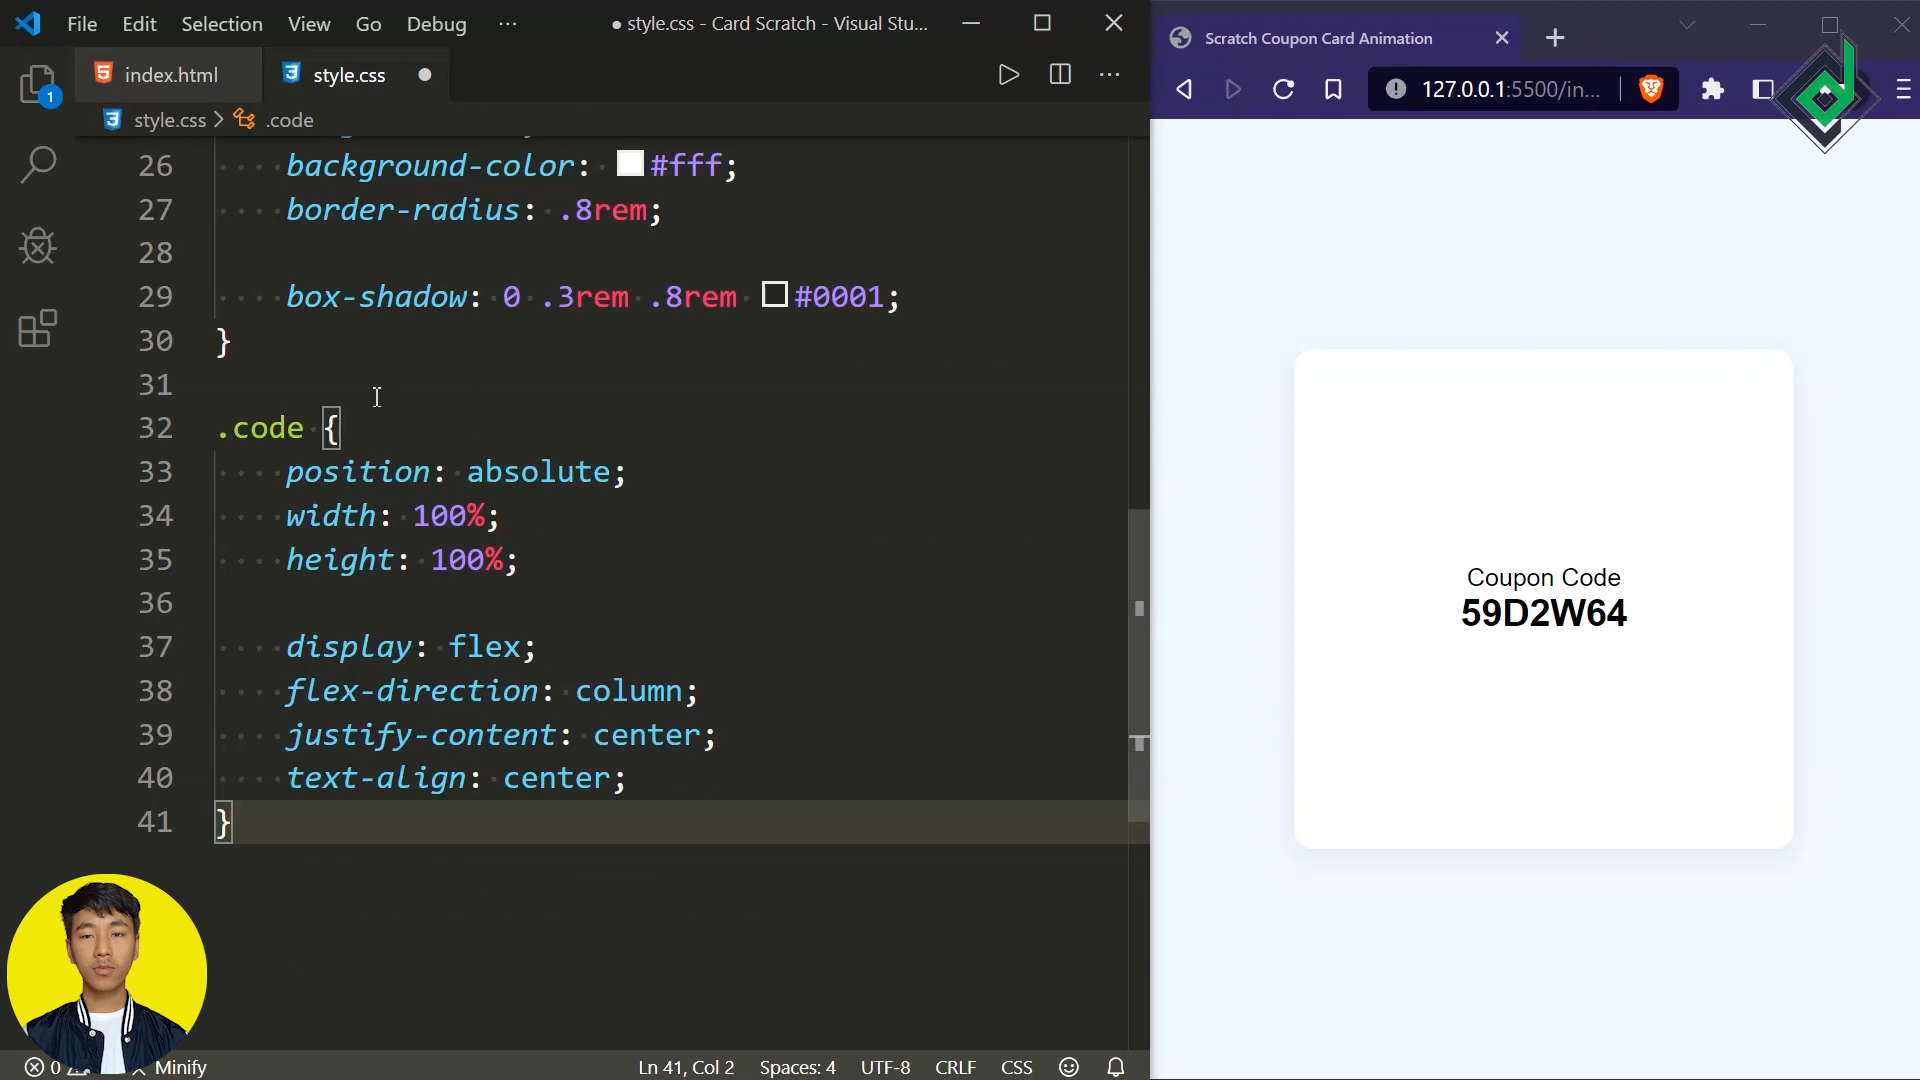 File Edit Selection View Go Debug ··· ● style.css - Card Scratch - Visual Stu...
index.html style.css
style.css > .code
26 background-color: #fff;
27 border-radius: .8rem;
28
29 box-shadow: 0 .3rem .8rem #0001;
30 }
31
32 .code {
33 position: absolute;
34 width: 100%;
35 height: 100%;
36
37 display: flex;
38 flex-direction: column;
39 justify-content: center;
40 text-align: center;
41 }
1
0 Minify Ln 41, Col 2 Spaces: 4 UTF-8 CRLF CSS
Scratch Coupon Card Animation
127.0.0.1:5500/in...
Coupon Code
59D2W64